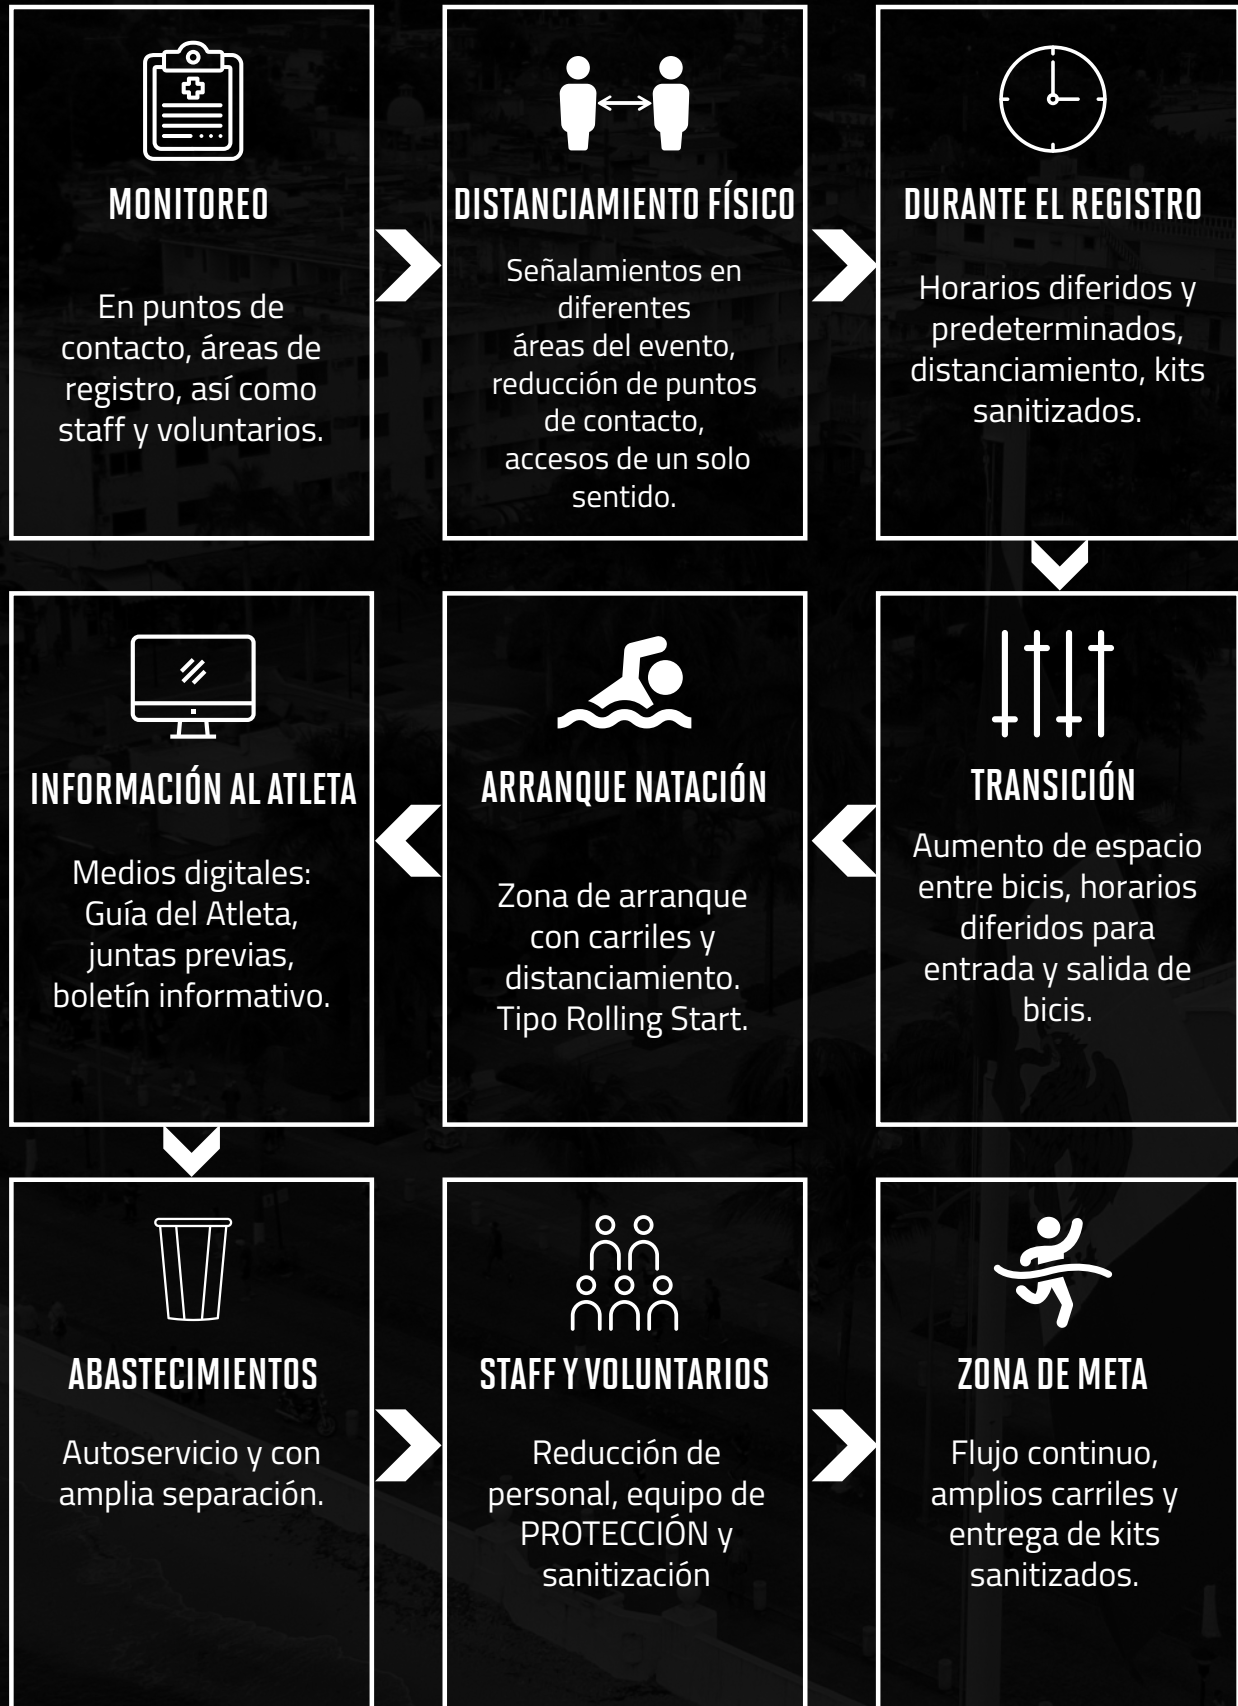 MONITOREO
En puntos de
contacto, áreas de
registro, así como
staff y voluntarios.
DISTANCIAMIENTO FÍSICO
Señalamientos en
diferentes
áreas del evento,
reducción de puntos
de contacto,
accesos de un solo
sentido.
DURANTE EL REGISTRO
Horarios diferidos y
predeterminados,
distanciamiento, kits
sanitizados.
TRANSICIÓN
Aumento de espacio
entre bicis, horarios
diferidos para
entrada y salida de
bicis.
ARRANQUE NATACIÓN
Zona de arranque
con carriles y
distanciamiento.
Tipo Rolling Start.
INFORMACIÓN AL ATLETA
Medios digitales:
Guía del Atleta,
juntas previas,
boletín informativo.
ABASTECIMIENTOS
Autoservicio y con
amplia separación.
STAFF Y VOLUNTARIOS
Reducción de
personal, equipo de
PROTECCIÓN y
sanitización
ZONA DE META
Flujo continuo,
amplios carriles y
entrega de kits
sanitizados.